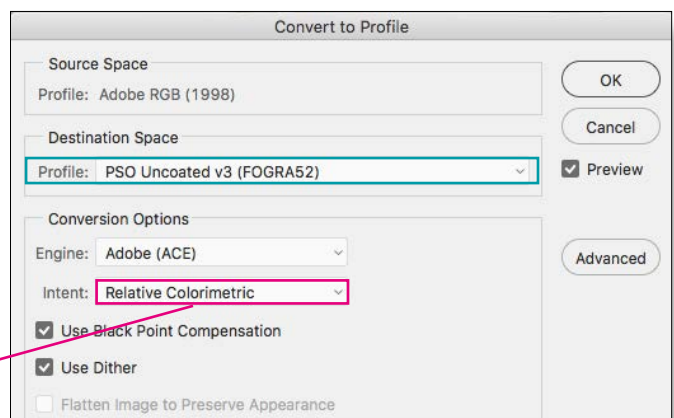 Convert to Profile
Source Space
Profile: Adobe RGB (1998)
OK
Cancel
Destination Space
Profile: PSO Uncoated v3 (FOGRA52)
Preview
Conversion Options
Engine: Adobe (ACE)
Advanced
Intent: Relative Colorimetric
Use Black Point Compensation
Use Dither
Flatten Image to Preserve Appearance